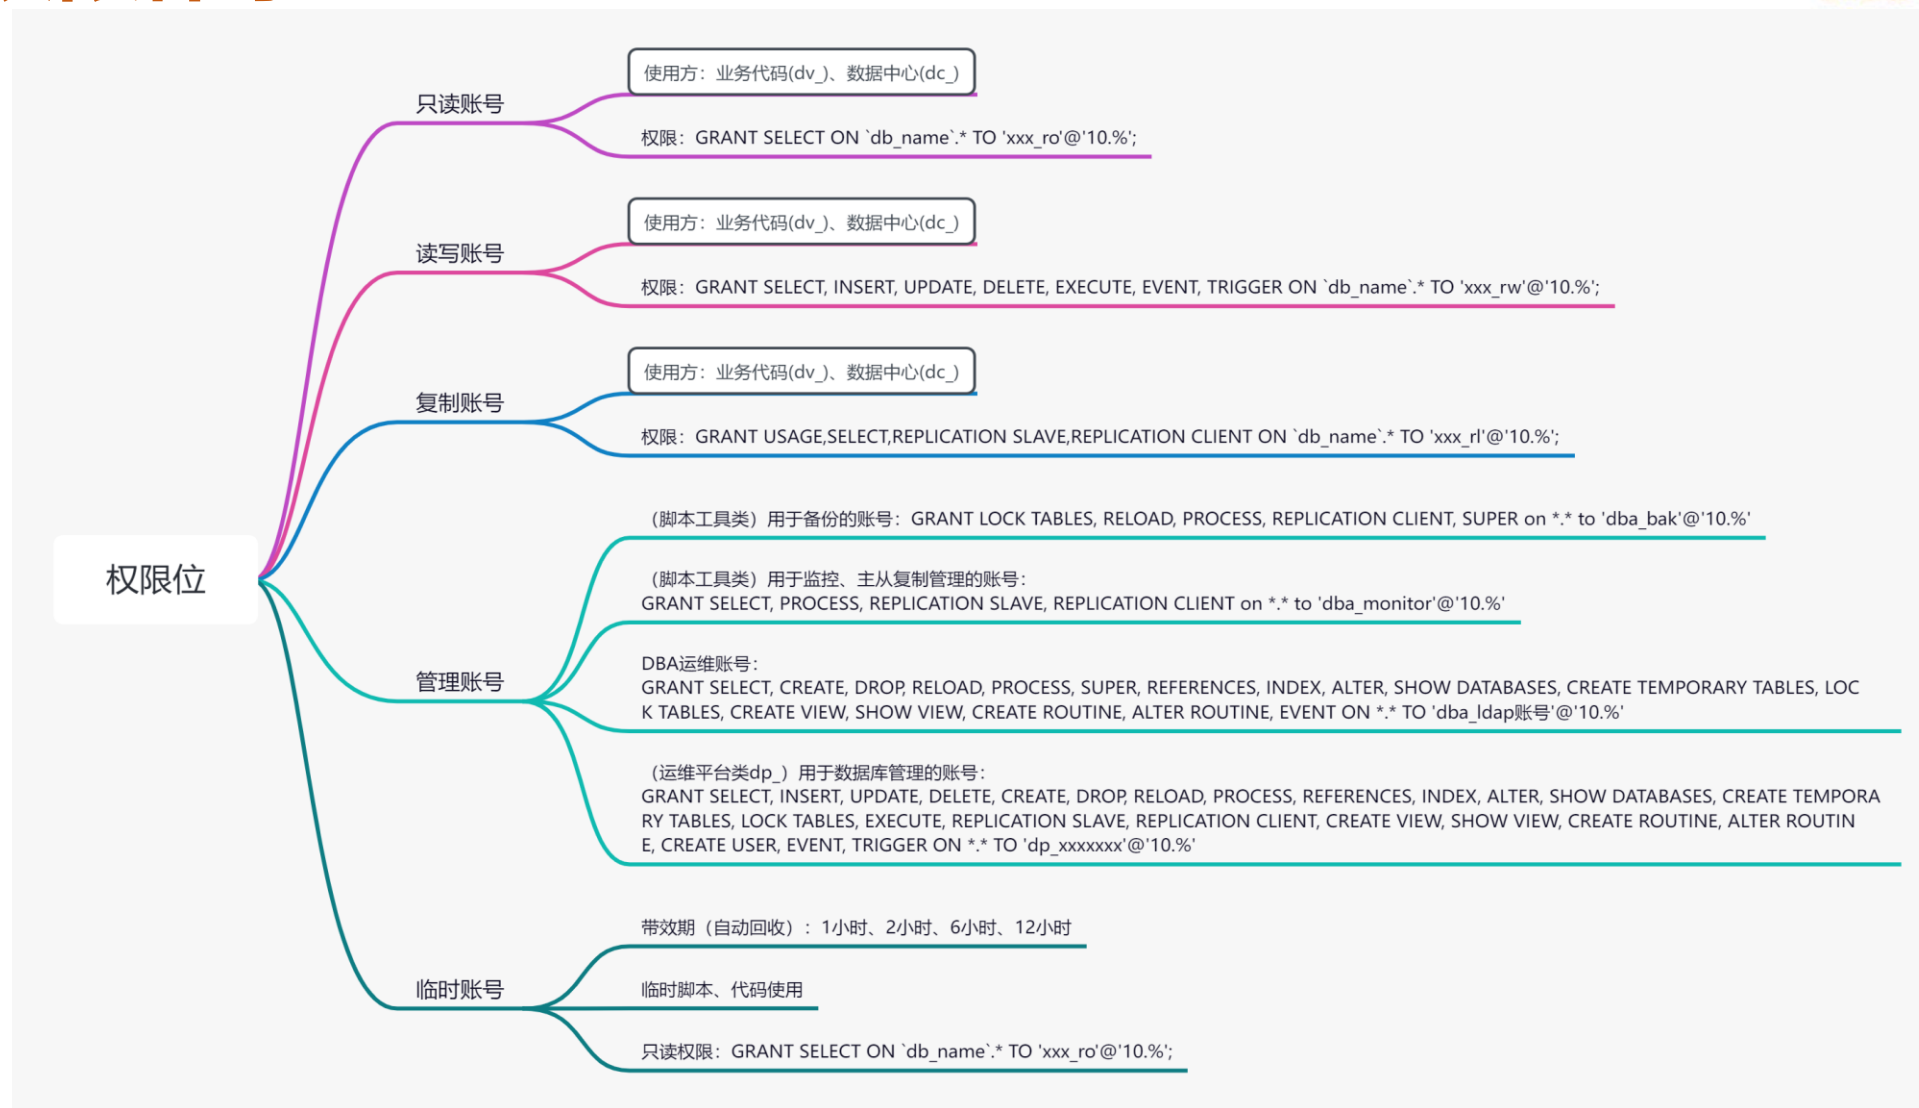 权限位
只读账号
使用方：业务代码(dv_)、数据中心(dc_)
权限：GRANT SELECT ON `db_name`.* TO 'xxx_ro'@'10.%';
读写账号
使用方：业务代码(dv_)、数据中心(dc_)
权限：GRANT SELECT, INSERT, UPDATE, DELETE, EXECUTE, EVENT, TRIGGER ON `db_name`.* TO 'xxx_rw'@'10.%';
复制账号
使用方：业务代码(dv_)、数据中心(dc_)
权限：GRANT USAGE,SELECT,REPLICATION SLAVE,REPLICATION CLIENT ON `db_name`.* TO 'xxx_rl'@'10.%';
管理账号
（脚本工具类）用于备份的账号：GRANT LOCK TABLES, RELOAD, PROCESS, REPLICATION CLIENT, SUPER on *.* to 'dba_bak'@'10.%'
（脚本工具类）用于监控、主从复制管理的账号：
GRANT SELECT, PROCESS, REPLICATION SLAVE, REPLICATION CLIENT on *.* to 'dba_monitor'@'10.%'
DBA运维账号：
GRANT SELECT, CREATE, DROP, RELOAD, PROCESS, SUPER, REFERENCES, INDEX, ALTER, SHOW DATABASES, CREATE TEMPORARY TABLES, LOC
K TABLES, CREATE VIEW, SHOW VIEW, CREATE ROUTINE, ALTER ROUTINE, EVENT ON *.* TO 'dba_ldap账号'@'10.%'
（运维平台类dp_）用于数据库管理的账号：
GRANT SELECT, INSERT, UPDATE, DELETE, CREATE, DROP, RELOAD, PROCESS, REFERENCES, INDEX, ALTER, SHOW DATABASES, CREATE TEMPORA
RY TABLES, LOCK TABLES, EXECUTE, REPLICATION SLAVE, REPLICATION CLIENT, CREATE VIEW, SHOW VIEW, CREATE ROUTINE, ALTER ROUTIN
E, CREATE USER, EVENT, TRIGGER ON *.* TO 'dp_xxxxxxx'@'10.%'
临时账号
带效期（自动回收）：1小时、2小时、6小时、12小时
临时脚本、代码使用
只读权限：GRANT SELECT ON `db_name`.* TO 'xxx_ro'@'10.%';